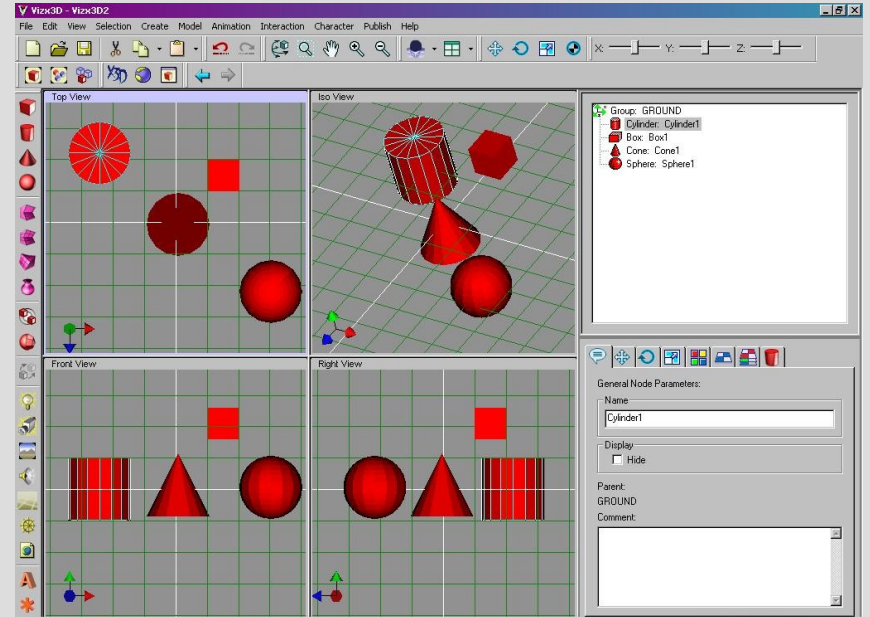 Vizx3D - Vizx3D2
File Edit View Selection Create Model Animation Interaction Character Publish Help
X: Y: Z:
X3D
Top View
Iso View
Group: GROUND
Cylinder: Cylinder1
Box: Box1
Cone: Cone1
Sphere: Sphere1
Front View
Right View
General Node Parameters:
Name
Cylinder1
Display
Hide
Parent:
GROUND
Comment: